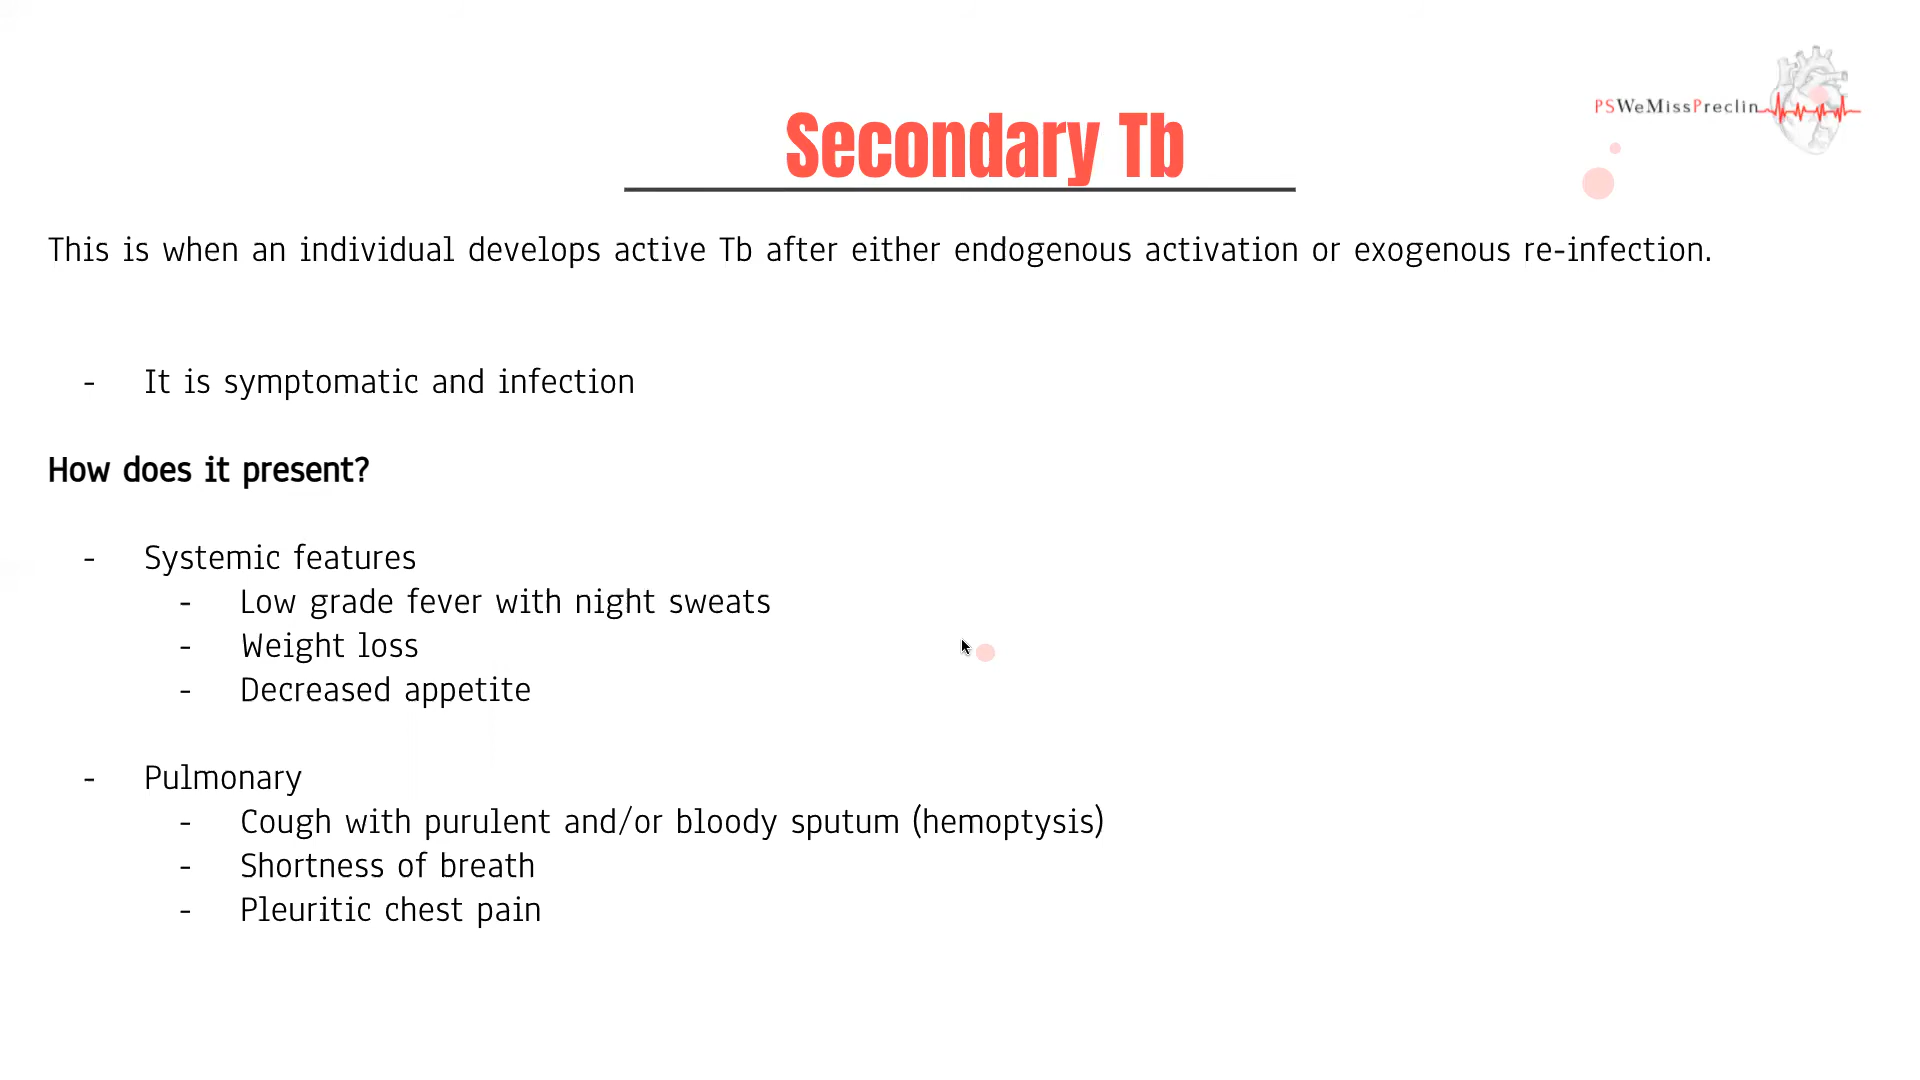 PSWeMissPreclin
Secondary Tb
This is when an individual develops active Tb after either endogenous activation or exogenous re-infection.
- It is symptomatic and infection
How does it present?
- Systemic features
- Low grade fever with night sweats
- Weight loss
- Decreased appetite
- Pulmonary
- Cough with purulent and/or bloody sputum (hemoptysis)
- Shortness of breath
- Pleuritic chest pain